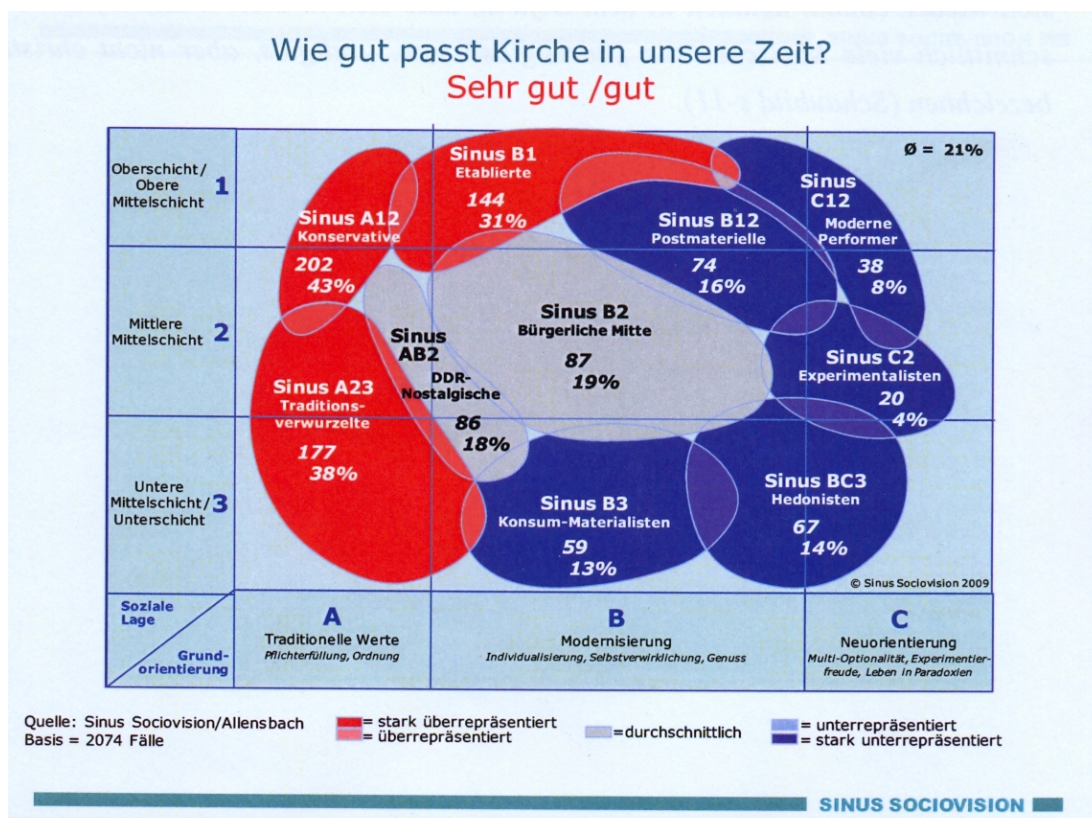 Wie gut passt Kirche in unsere Zeit?
Sehr gut /gut
Ø = 21%
Oberschicht/
Obere
Mittelschicht
1
Mittlere
Mittelschicht
2
Untere
Mittelschicht/
Unterschicht
3
Sinus B1
Etablierte
144
31%
Sinus A12
Konservative
202
43%
Sinus
C12
Moderne
Performer
38
8%
Sinus B12
Postmaterielle
74
16%
Sinus B2
Bürgerliche Mitte
87
19%
Sinus
AB2
DDR-
Nostalgische
86
18%
Sinus A23
Traditions-
verwurzelte
177
38%
Sinus C2
Experimentalisten
20
4%
Sinus B3
Konsum-Materialisten
59
13%
Sinus BC3
Hedonisten
67
14%
© Sinus Sociovision 2009
Soziale
Lage
Grund-
orientierung
A
Traditionelle Werte
Pflichterfüllung, Ordnung
B
Modernisierung
Individualisierung, Selbstverwirklichung, Genuss
C
Neuorientierung
Multi-Optionalität, Experimentier-
freude, Leben in Paradoxien
Quelle: Sinus Sociovision/Allensbach
Basis = 2074 Fälle
= stark überrepräsentiert
= überrepräsentiert
=durchschnittlich
= unterrepräsentiert
= stark unterrepräsentiert
SINUS SOCIOVISION
bezeichnen (Schaubild s-11)